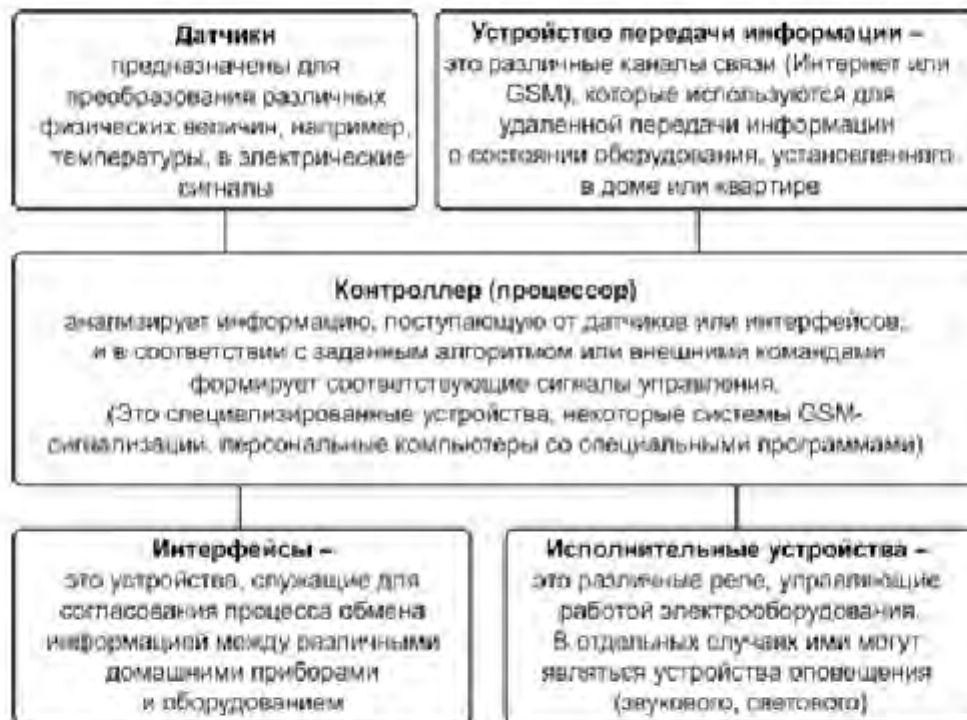 Датчики
предназначены для
преобразования различных
физических величин, например,
температуры, в электрические
сигналы
Устройство передачи информации –
это различные каналы связи (Интернет или
GSM), которые используются для
удаленной передачи информации
о состоянии оборудования, установленного
в доме или квартире
Контроллер (процессор)
анализирует информацию, поступающую от датчиков или интерфейсов,
и в соответствии с заданным алгоритмом или внешними командами
формирует соответствующие сигналы управления.
(Это специализированные устройства, некоторые системы GSM-
сигнализации, персональные компьютеры со специальными программами)
Интерфейсы –
это устройства, служащие для
согласования процесса обмена
информацией между различными
домашними приборами
и оборудованием
Исполнительные устройства –
это различные реле, управляющие
работой электрооборудования.
В отдельных случаях ими могут
являться устройства оповещения
(звукового, светового)